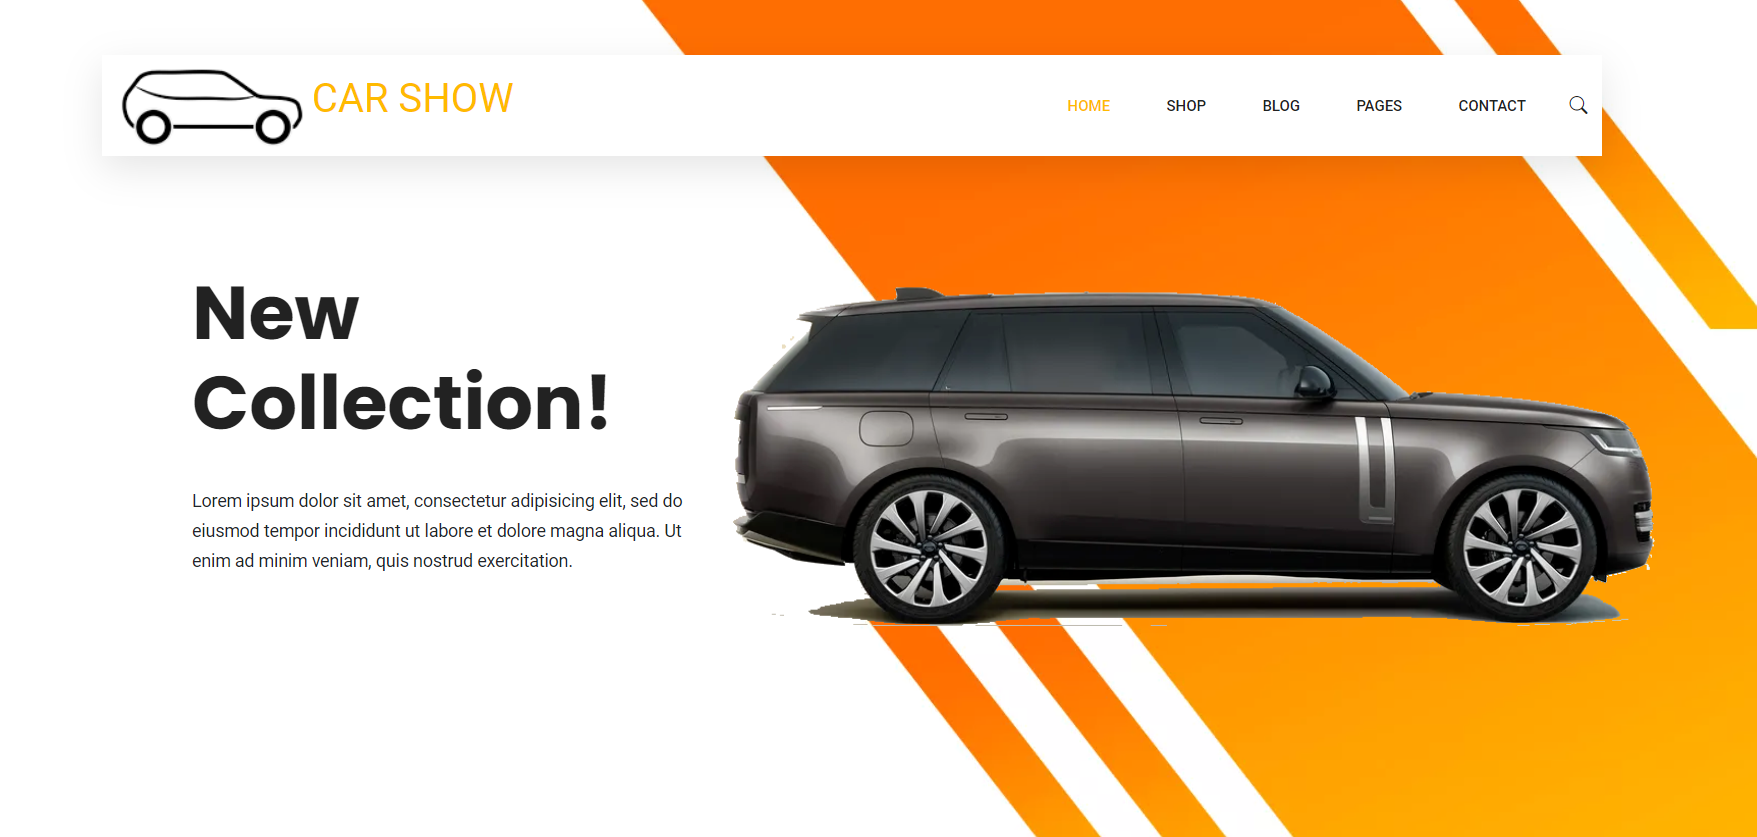 CAR SHOW
HOME SHOP BLOG PAGES CONTACT
New
Collection!
Lorem ipsum dolor sit amet, consectetur adipisicing elit, sed do
eiusmod tempor incididunt ut labore et dolore magna aliqua. Ut
enim ad minim veniam, quis nostrud exercitation.